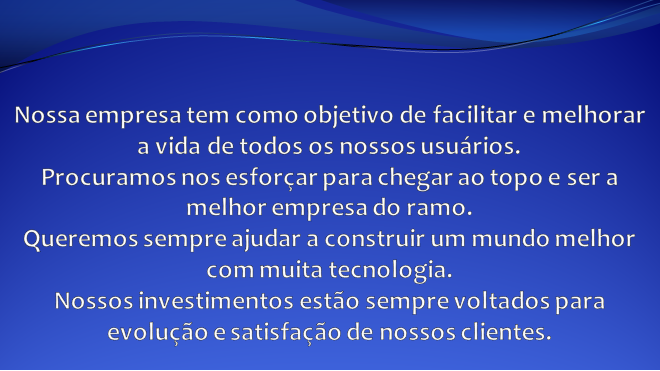 Nossa empresa tem como objetivo de facilitar e melhorar
a vida de todos os nossos usuários.
Procuramos nos esforçar para chegar ao topo e ser a
melhor empresa do ramo.
Queremos sempre ajudar a construir um mundo melhor
com muita tecnologia.
Nossos investimentos estão sempre voltados para
evolução e satisfação de nossos clientes.